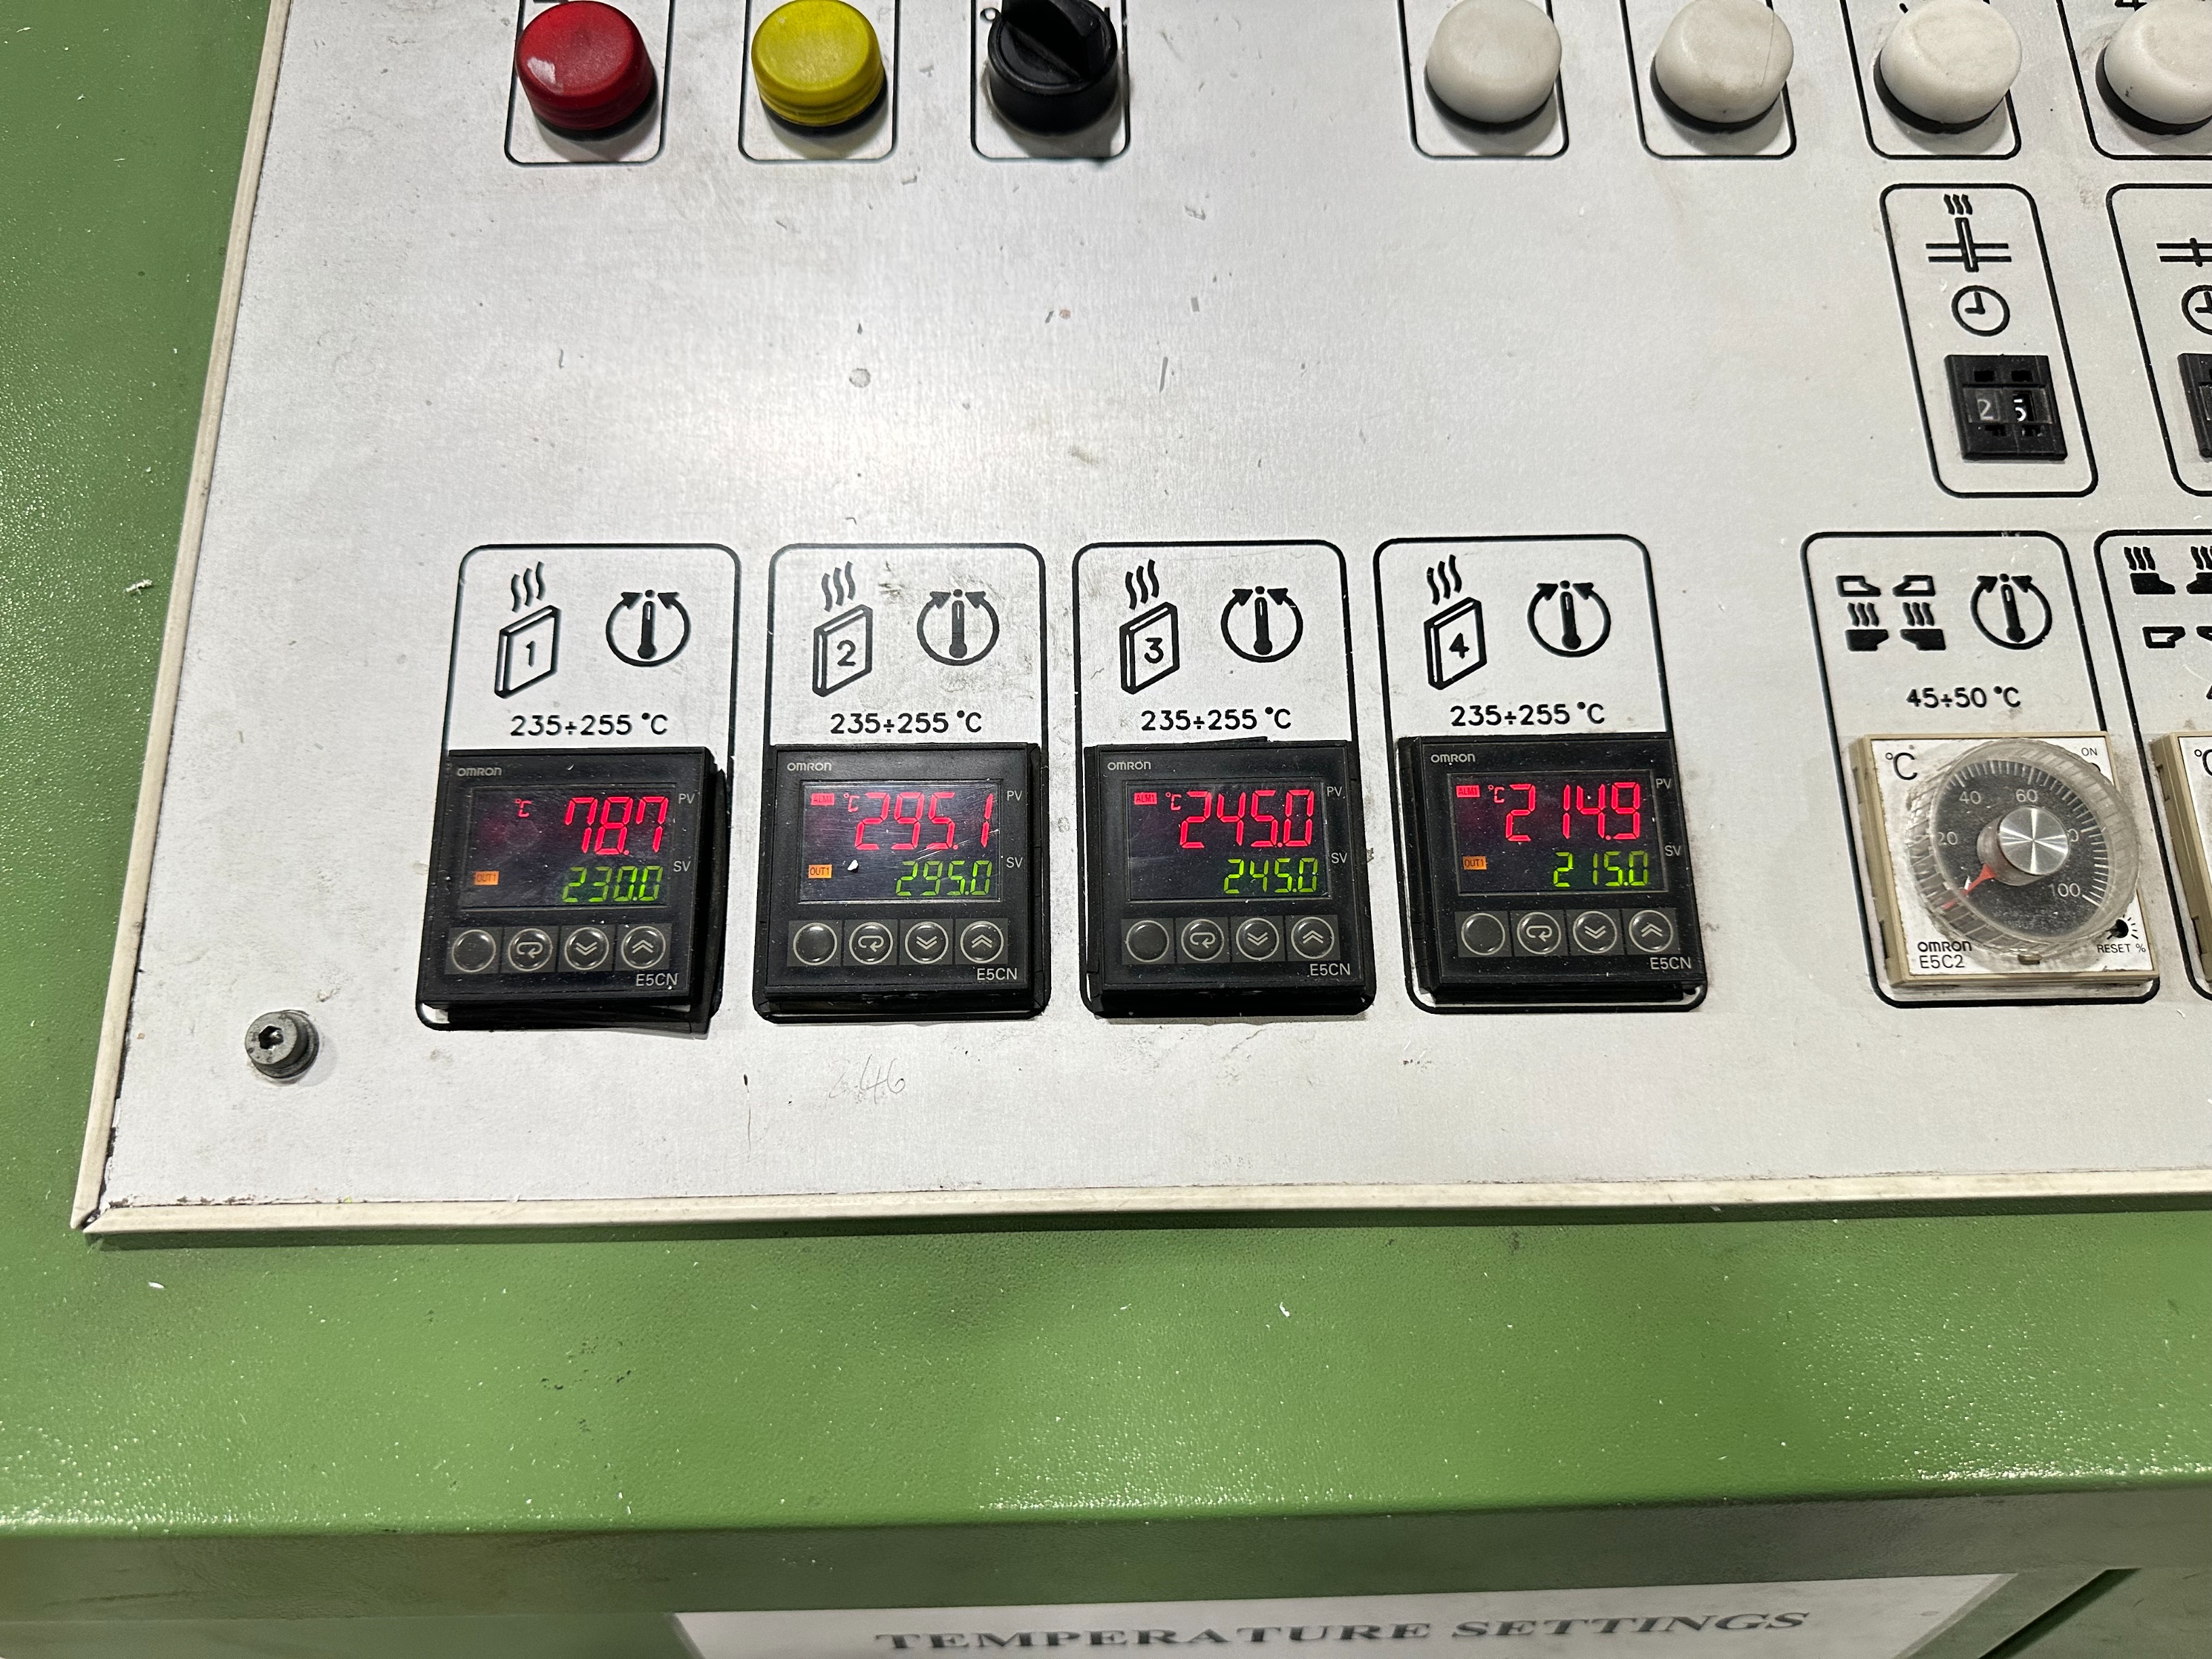 2 5
1
2
3
4
235÷255 °C
235÷255 °C
235÷255 °C
235÷255 °C
45÷50 °C
OMRON
°C 78.7 PV
OUT1 230.0 SV
E5CN
OMRON
ALM1 °C 295.1 PV
OUT1 295.0 SV
E5CN
OMRON
ALM1 °C 245.0 PV
245.0 SV
E5CN
OMRON
ALM1 °C 214.9 PV
OUT1 215.0 SV
E5CN
°C ON
20 40 60 100
OMRON
E5C2
RESET %
TEMPERATURE SETTINGS